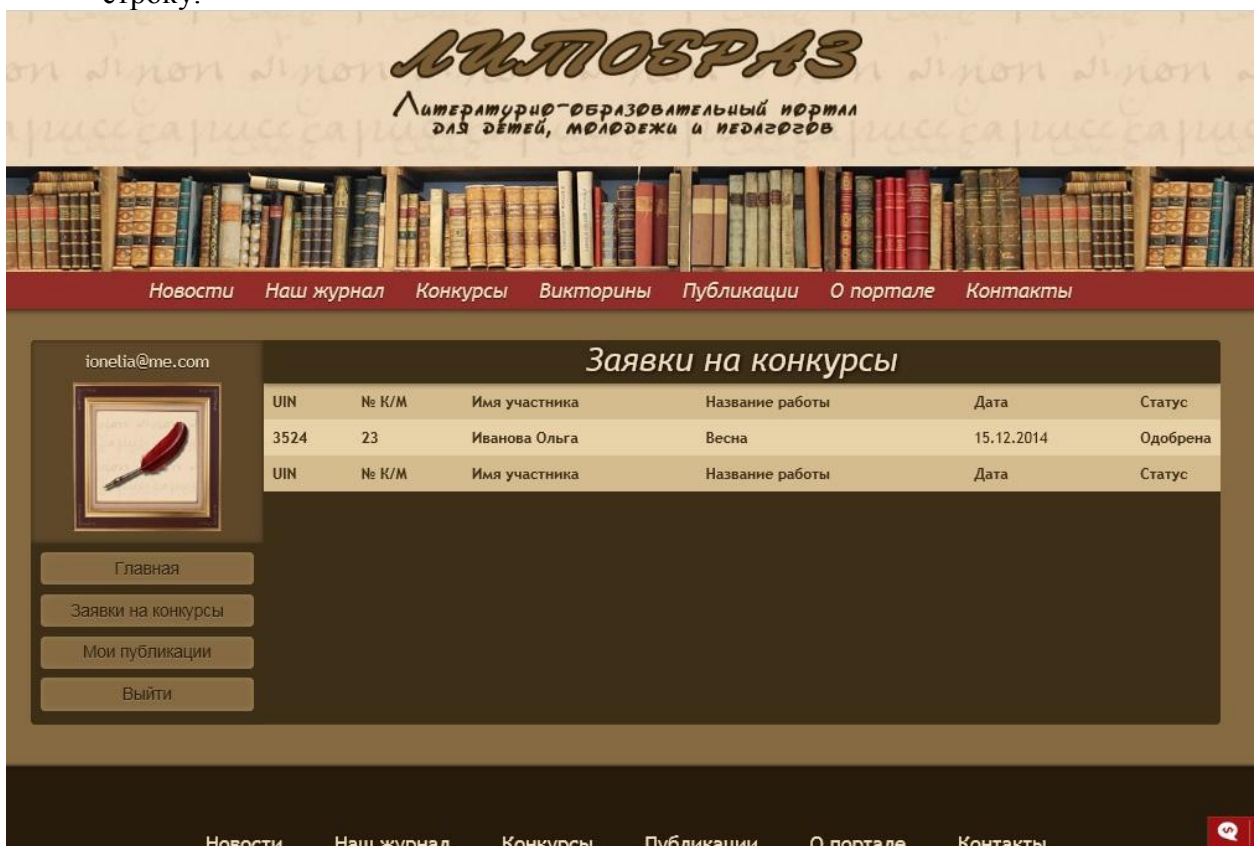 строку.
ЛИТОБРАЗ
Литературно-образовательный портал
для детей, молодежи и педагогов
Новости Наш журнал Конкурсы Викторины Публикации О портале Контакты
ionelia@me.com
Заявки на конкурсы
UIN № К/М Имя участника Название работы Дата Статус
3524 23 Иванова Ольга Весна 15.12.2014 Одобрена
UIN № К/М Имя участника Название работы Дата Статус
Главная
Заявки на конкурсы
Мои публикации
Выйти
Новости Наш журнал Конкурсы Публикации О портале Контакты